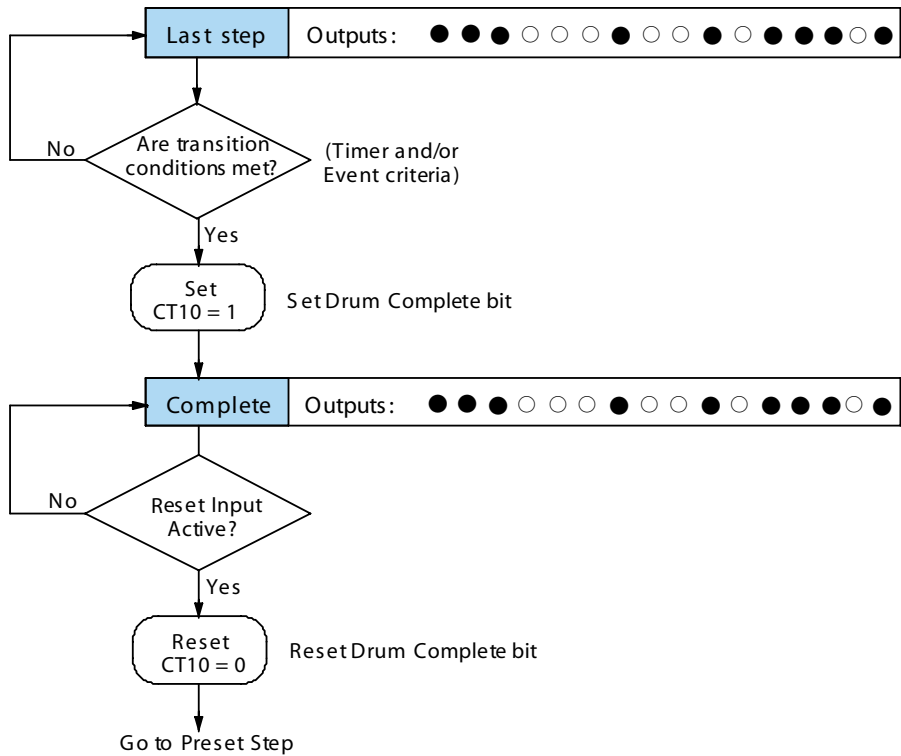 Last step Outputs: ● ● ● ○ ○ ○ ● ○ ○ ● ○ ● ● ● ○ ●
Are transition
conditions met?
No
(Timer and/or
Event criteria)
Yes
Set
CT10 = 1
Set Drum Complete bit
Complete Outputs: ● ● ● ○ ○ ○ ● ○ ○ ● ○ ● ● ● ○ ●
No
Reset Input
Active?
Yes
Reset
CT10 = 0
Reset Drum Complete bit
Go to Preset Step